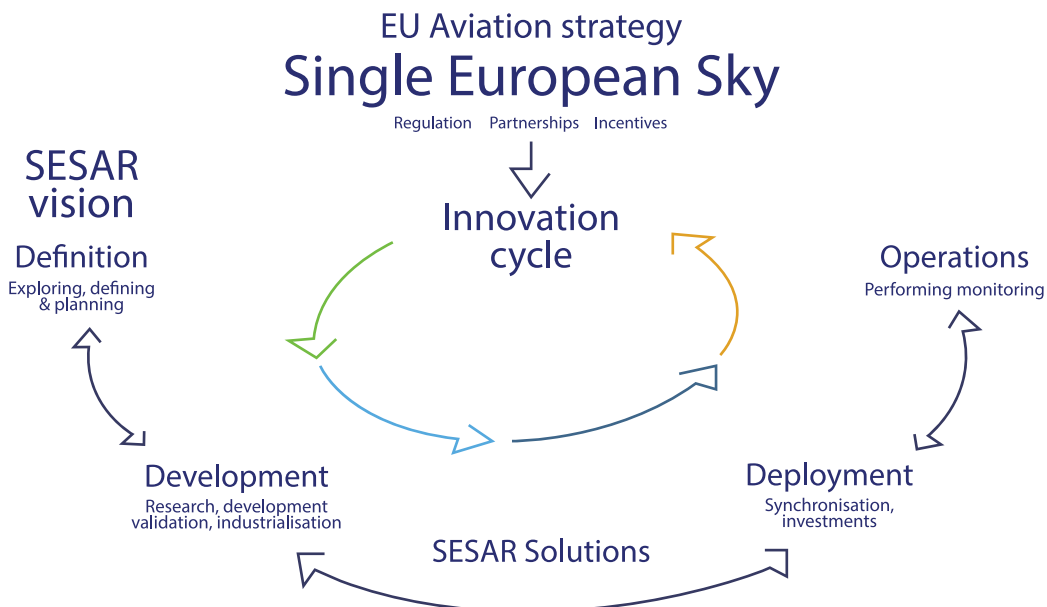 EU Aviation strategy
Single European Sky
Regulation Partnerships Incentives
SESAR
vision
Innovation
cycle
Definition
Exploring, defining
& planning
Operations
Performing monitoring
Development
Research, development
validation, industrialisation
Deployment
Synchronisation,
investments
SESAR Solutions